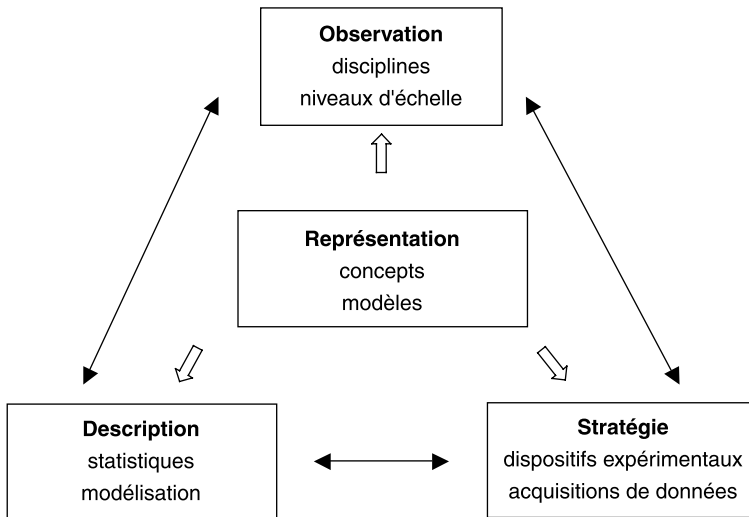 Observation
disciplines
niveaux d'échelle
Représentation
concepts
modèles
Description
statistiques
modélisation
Stratégie
dispositifs expérimentaux
acquisitions de données